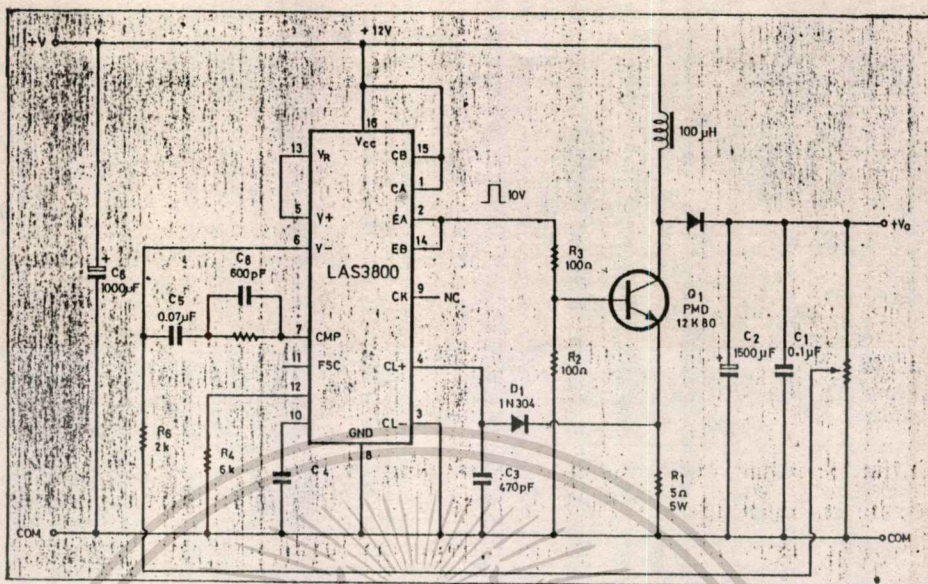 +V
+12V
100μH
16
Vcc
13
VR
CB
15
CA
1
5
V+
EA
2
10V
6
V-
EB
14
+Vo
LAS3800
R3
100Ω
C8
600pF
C6
1000μF
C5
0.07μF
CK
9
NC
Q1
PMD
12K80
7
CMP
C2
1500μF
C1
0.1μF
11
FSC
CL+
4
R2
100Ω
12
D1
1N304
10
CL-
3
R6
2k
R4
6k
GND
8
C4
C3
470pF
R1
5Ω
5W
COM
COM